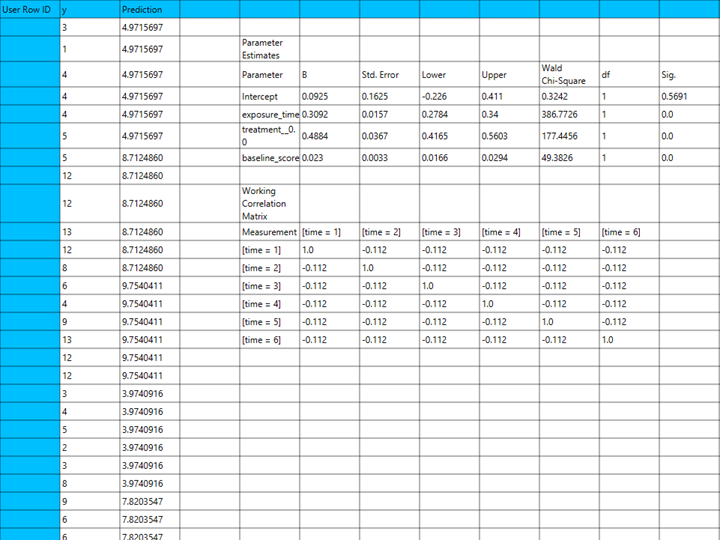 User Row ID y Prediction
3 4.9715697
1 4.9715697 Parameter
Estimates
4 4.9715697 Parameter B Std. Error Lower Upper Wald
Chi-Square df Sig.
4 4.9715697 Intercept 0.0925 0.1625 -0.226 0.411 0.3242 1 0.5691
4 4.9715697 exposure_time 0.3092 0.0157 0.2784 0.34 386.7726 1 0.0
5 4.9715697 treatment__0.
0 0.4884 0.0367 0.4165 0.5603 177.4456 1 0.0
5 8.7124860 baseline_score 0.023 0.0033 0.0166 0.0294 49.3826 1 0.0
12 8.7124860
12 8.7124860 Working
Correlation
Matrix
13 8.7124860 Measurement [time = 1] [time = 2] [time = 3] [time = 4] [time = 5] [time = 6]
12 8.7124860 [time = 1] 1.0 -0.112 -0.112 -0.112 -0.112 -0.112
8 8.7124860 [time = 2] -0.112 1.0 -0.112 -0.112 -0.112 -0.112
6 9.7540411 [time = 3] -0.112 -0.112 1.0 -0.112 -0.112 -0.112
4 9.7540411 [time = 4] -0.112 -0.112 -0.112 1.0 -0.112 -0.112
9 9.7540411 [time = 5] -0.112 -0.112 -0.112 -0.112 1.0 -0.112
13 9.7540411 [time = 6] -0.112 -0.112 -0.112 -0.112 -0.112 1.0
12 9.7540411
12 9.7540411
3 3.9740916
4 3.9740916
5 3.9740916
2 3.9740916
3 3.9740916
8 3.9740916
9 7.8203547
6 7.8203547
6 7.8203547